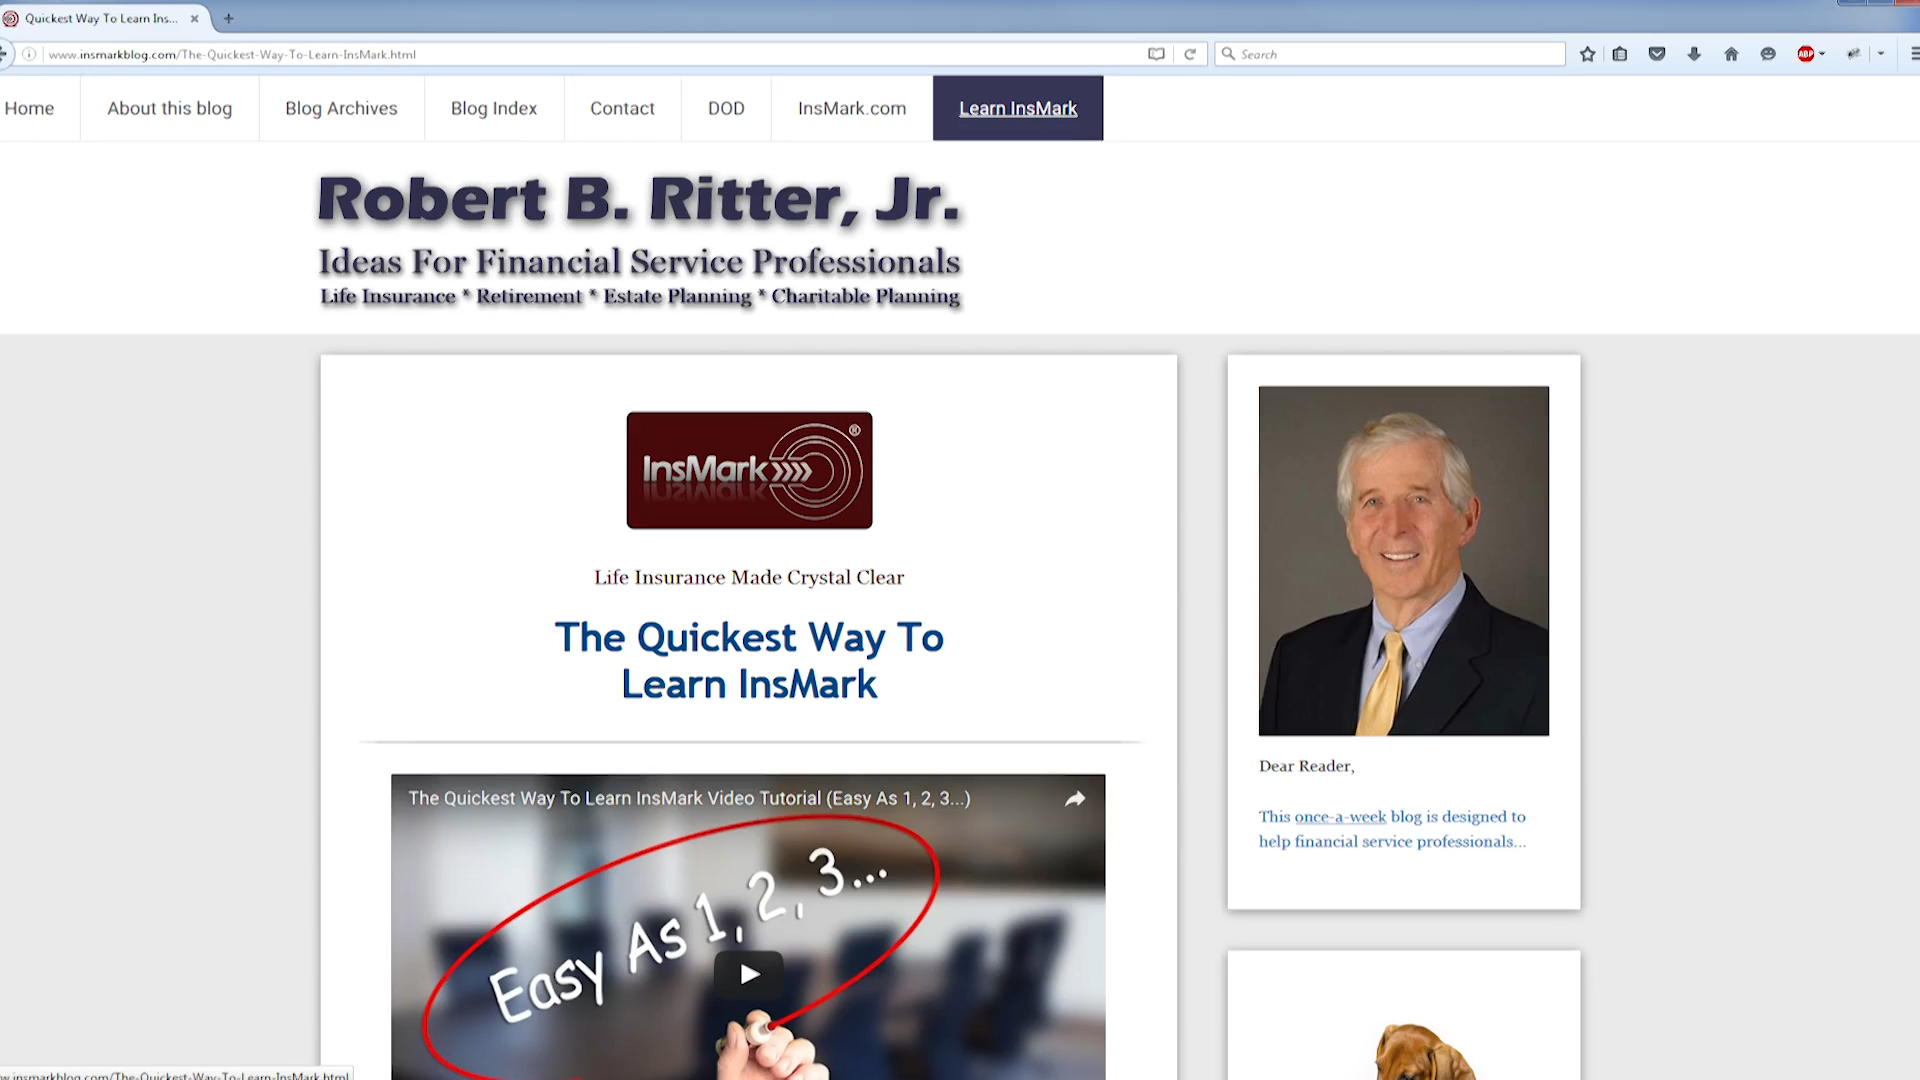 Quickest Way To Learn Ins...
www.insmarkblog.com/The-Quickest-Way-To-Learn-InsMark.html
Search
ABP
Home
About this blog
Blog Archives
Blog Index
Contact
DOD
InsMark.com
Learn InsMark
Robert B. Ritter, Jr.
Ideas For Financial Service Professionals
Life Insurance * Retirement * Estate Planning * Charitable Planning
InsMark ®
Life Insurance Made Crystal Clear
The Quickest Way To
Learn InsMark
The Quickest Way To Learn InsMark Video Tutorial (Easy As 1, 2, 3...)
Easy As 1, 2, 3...
Dear Reader,
This once-a-week blog is designed to
help financial service professionals...
w.insmarkblog.com/The-Quickest-Way-To-Learn-InsMark.html